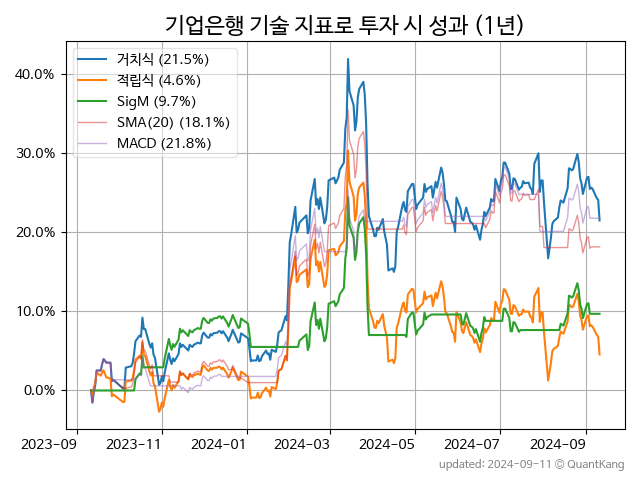 기업은행 기술 지표로 투자 시 성과 (1년)
거치식 (21.5%)
적립식 (4.6%)
SigM (9.7%)
SMA(20) (18.1%)
MACD (21.8%)
40.0%
30.0%
20.0%
10.0%
0.0%
2023-09 2023-11 2024-01 2024-03 2024-05 2024-07 2024-09
updated: 2024-09-11 @ QuantKang